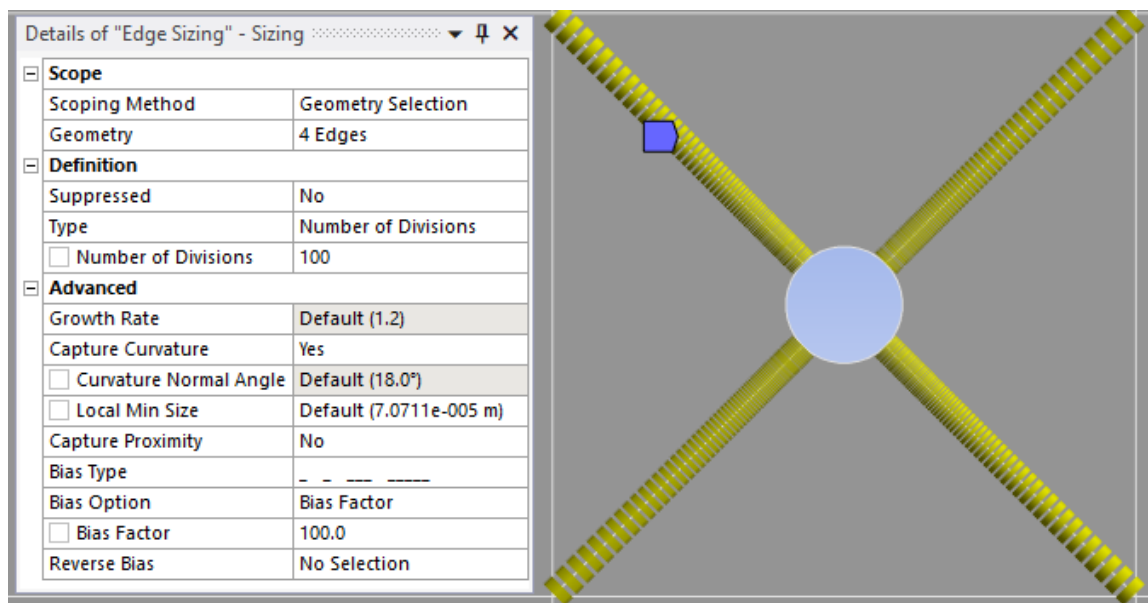 Details of "Edge Sizing" - Sizing
Scope
Scoping Method Geometry Selection
Geometry 4 Edges
Definition
Suppressed No
Type Number of Divisions
Number of Divisions 100
Advanced
Growth Rate Default (1.2)
Capture Curvature Yes
Curvature Normal Angle Default (18.0°)
Local Min Size Default (7.0711e-005 m)
Capture Proximity No
Bias Type _ _ ___ _____
Bias Option Bias Factor
Bias Factor 100.0
Reverse Bias No Selection